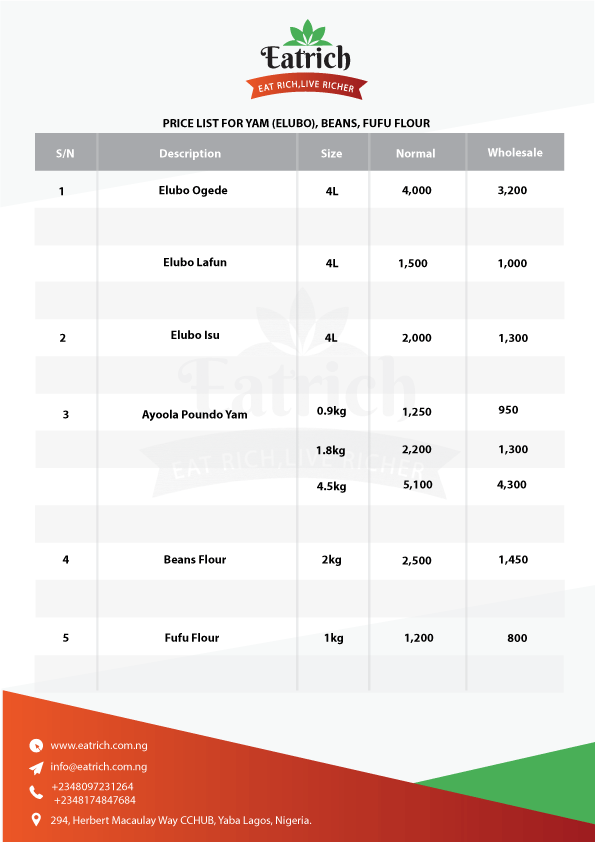 Eatrich
EAT RICH,LIVE RICHER
PRICE LIST FOR YAM (ELUBO), BEANS, FUFU FLOUR
S/N Description Size Normal Wholesale
1 Elubo Ogede 4L 4,000 3,200
Elubo Lafun 4L 1,500 1,000
2 Elubo Isu 4L 2,000 1,300
Eatrich
3 Ayoola Poundo Yam 0.9kg 1,250 950
1.8kg 2,200 1,300
EAT RICH,LIVE RICHER
4.5kg 5,100 4,300
4 Beans Flour 2kg 2,500 1,450
5 Fufu Flour 1kg 1,200 800
www.eatrich.com.ng
info@eatrich.com.ng
+2348097231264
+2348174847684
294, Herbert Macaulay Way CCHUB, Yaba Lagos, Nigeria.